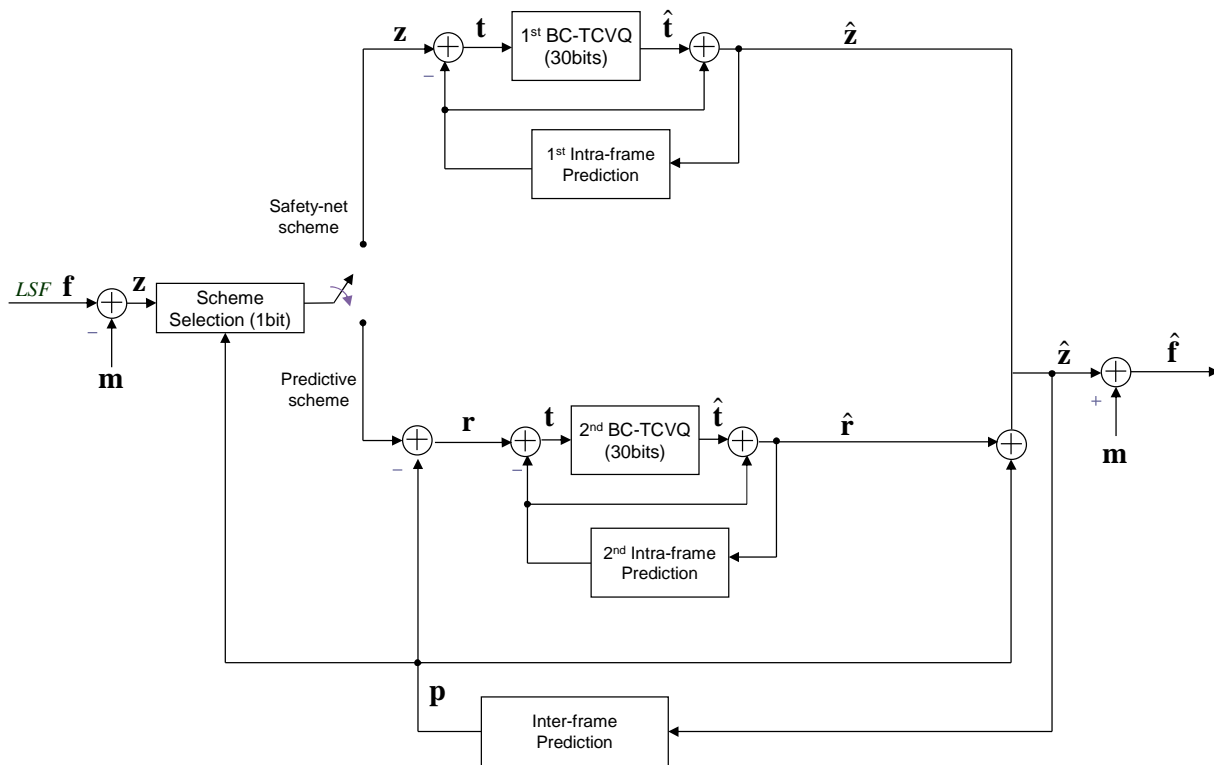 z
t
1st BC-TCVQ
(30bits)
t̂
ẑ
−
1st Intra-frame
Prediction
Safety-net
scheme
LSF f
z
Scheme
Selection (1bit)
−
m
Predictive
scheme
ẑ
f̂
+
m
r
t
2nd BC-TCVQ
(30bits)
t̂
r̂
−
−
2nd Intra-frame
Prediction
p
Inter-frame
Prediction